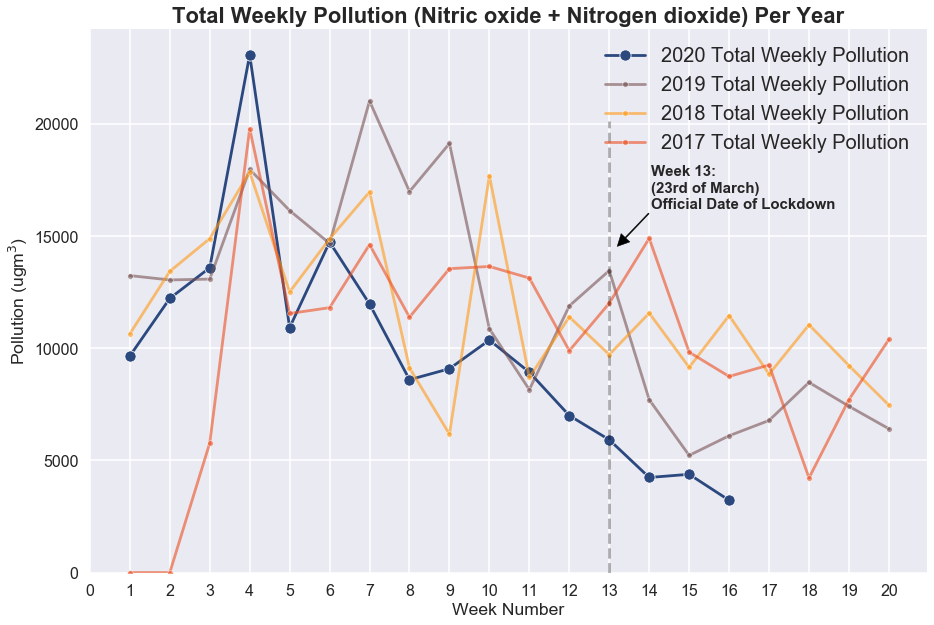 Total Weekly Pollution (Nitric oxide + Nitrogen dioxide) Per Year
2020 Total Weekly Pollution
2019 Total Weekly Pollution
2018 Total Weekly Pollution
2017 Total Weekly Pollution
Week 13:
(23rd of March)
Official Date of Lockdown
Pollution (ugm³)
20000
15000
10000
5000
0
0 1 2 3 4 5 6 7 8 9 10 11 12 13 14 15 16 17 18 19 20
Week Number